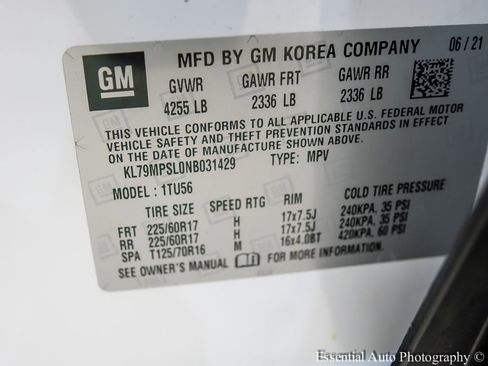 MFD BY GM KOREA COMPANY 06/21
GM
GVWR GAWR FRT GAWR RR
4255 LB 2336 LB 2336 LB
THIS VEHICLE CONFORMS TO ALL APPLICABLE U.S. FEDERAL MOTOR
VEHICLE SAFETY AND THEFT PREVENTION STANDARDS IN EFFECT
ON THE DATE OF MANUFACTURE SHOWN ABOVE.
KL79MPSL0NB031429 TYPE: MPV
MODEL: 1TU56
TIRE SIZE SPEED RTG RIM COLD TIRE PRESSURE
FRT 225/60R17 H 17x7.5J 240KPA, 35 PSI
RR 225/60R17 H 17x7.5J 240KPA, 35 PSI
SPA T125/70R16 M 16x4.0BT 420KPA, 60 PSI
SEE OWNER'S MANUAL FOR MORE INFORMATION.
Essential Auto Photography ©